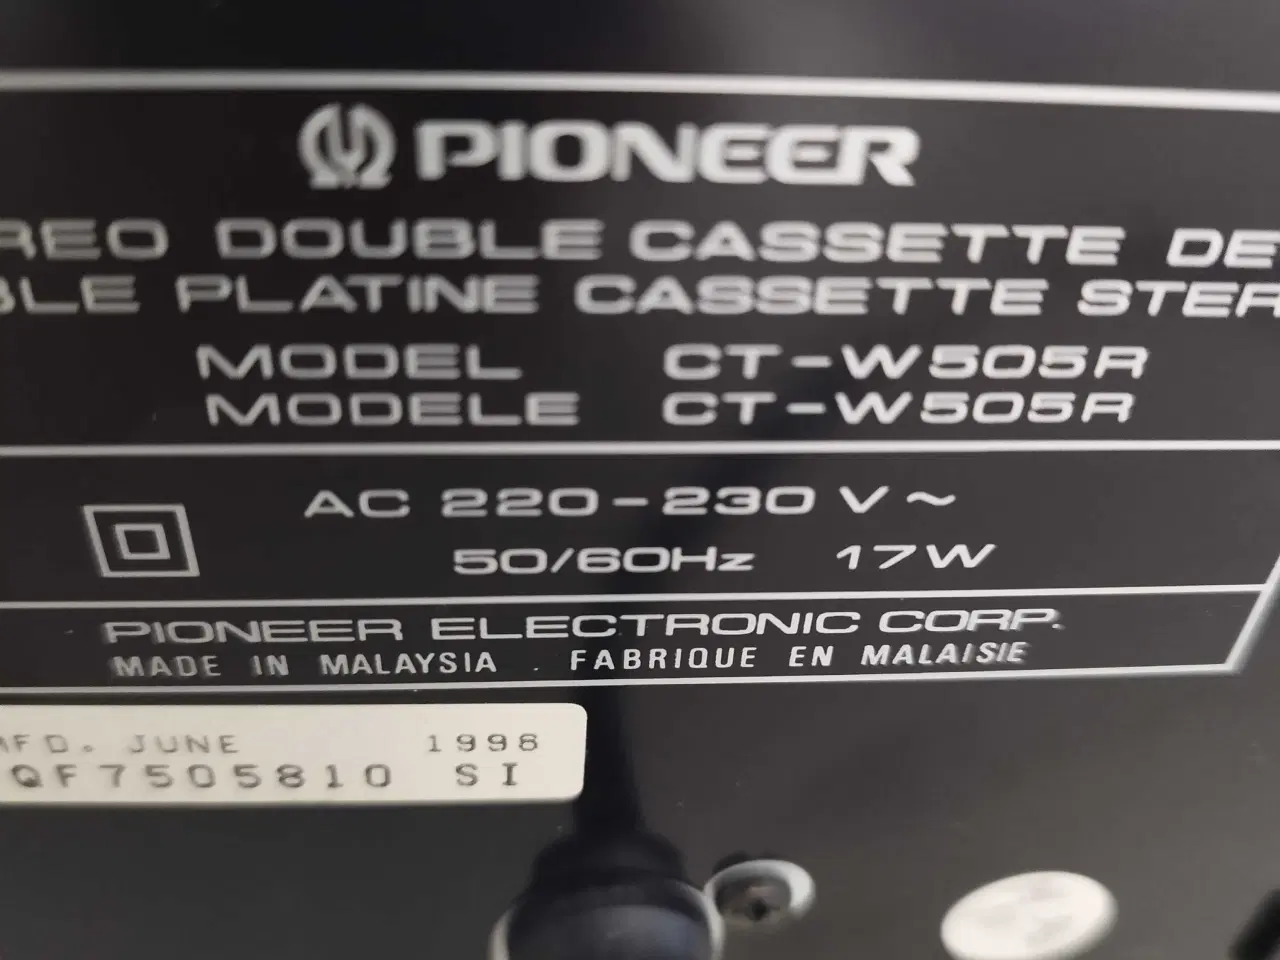 PIONEER
REO DOUBLE CASSETTE DE
BLE PLATINE CASSETTE STER
MODEL CT-W505R
MODELE CT-W505R
AC 220-230 V ~
50/60Hz 17W
PIONEER ELECTRONIC CORP.
MADE IN MALAYSIA . FABRIQUE EN MALAISIE
MFD. JUNE 1998
QF7505810 SI